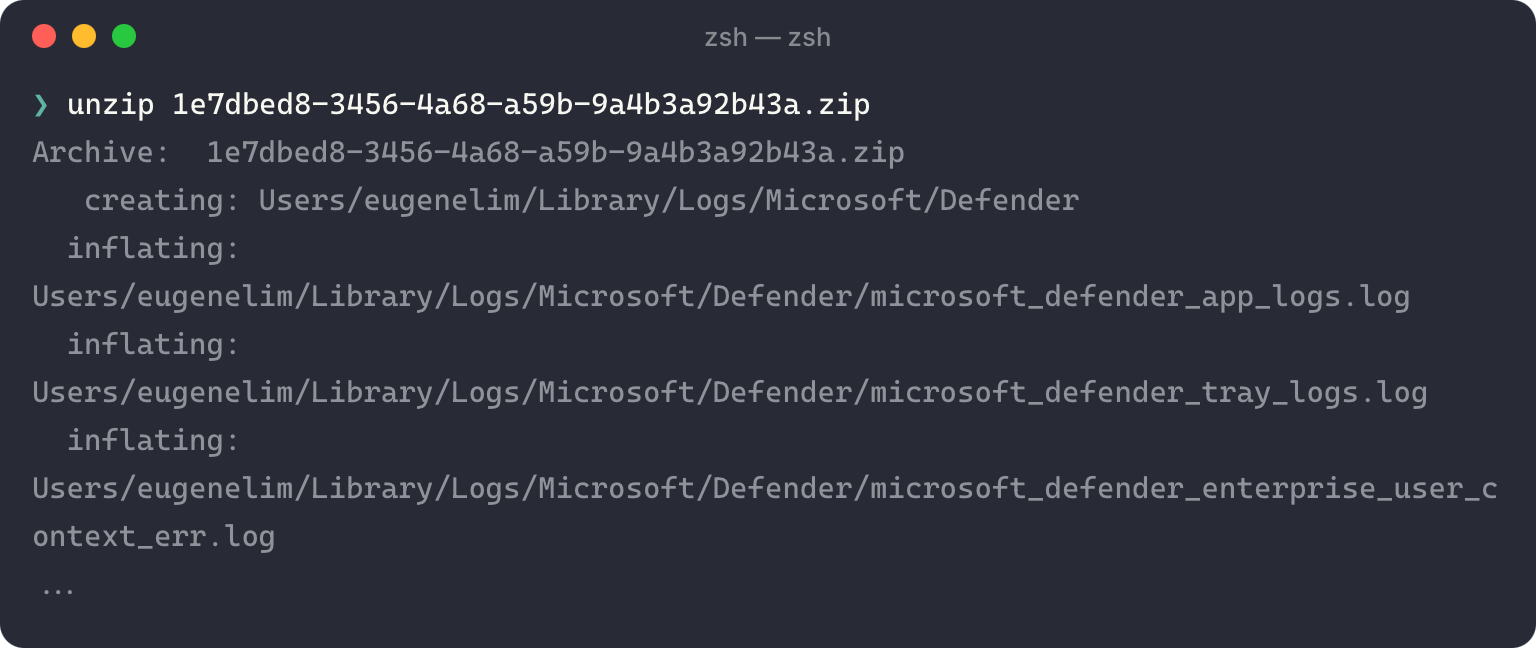 zsh — zsh
❯ unzip 1e7dbed8-3456-4a68-a59b-9a4b3a92b43a.zip
Archive:  1e7dbed8-3456-4a68-a59b-9a4b3a92b43a.zip
   creating: Users/eugenelim/Library/Logs/Microsoft/Defender
  inflating:
Users/eugenelim/Library/Logs/Microsoft/Defender/microsoft_defender_app_logs.log
  inflating:
Users/eugenelim/Library/Logs/Microsoft/Defender/microsoft_defender_tray_logs.log
  inflating:
Users/eugenelim/Library/Logs/Microsoft/Defender/microsoft_defender_enterprise_user_c
ontext_err.log
...